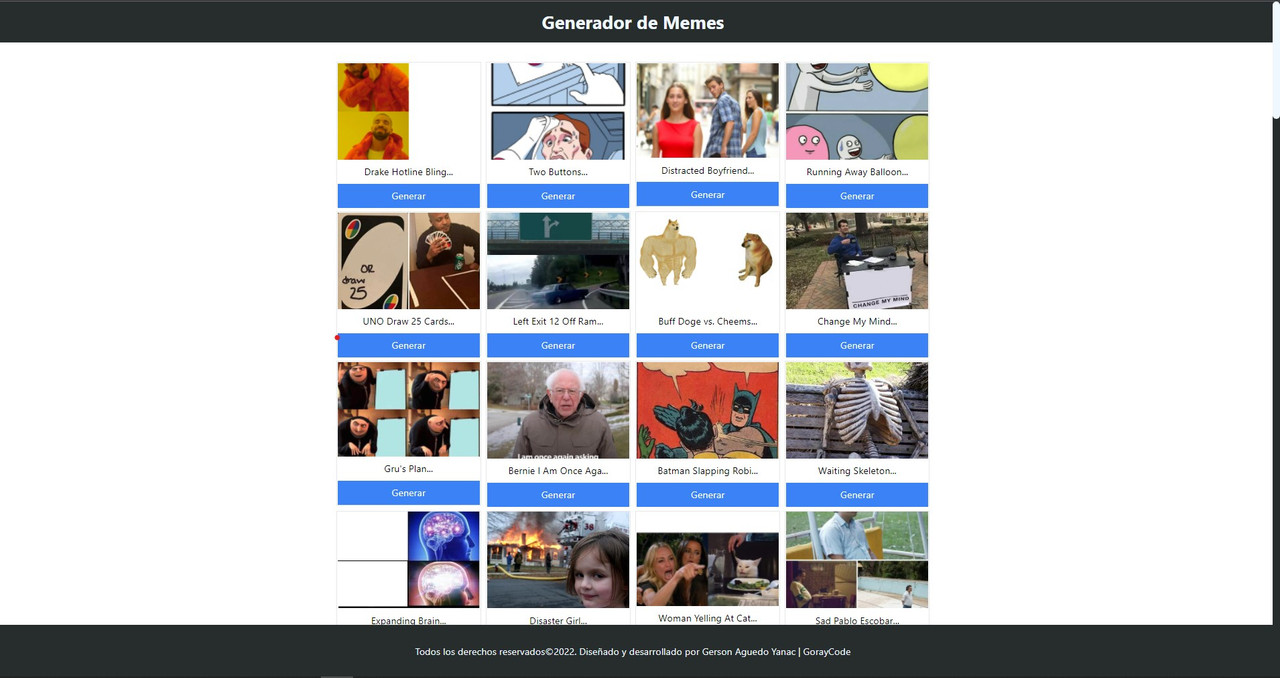 Generador de Memes
Drake Hotline Bling...
Two Buttons...
Distracted Boyfriend...
Running Away Balloon...
Generar
Generar
Generar
Generar
OR
draw
25
CHANGE MY MIND
UNO Draw 25 Cards...
Left Exit 12 Off Ram...
Buff Doge vs. Cheems...
Change My Mind...
Generar
Generar
Generar
Generar
I am once again asking
Gru's Plan...
Bernie I Am Once Aga...
Batman Slapping Robi...
Waiting Skeleton...
Generar
Generar
Generar
Generar
Expanding Brain...
Disaster Girl...
Woman Yelling At Cat...
Sad Pablo Escobar...
Todos los derechos reservados©2022. Diseñado y desarrollado por Gerson Aguedo Yanac | GorayCode